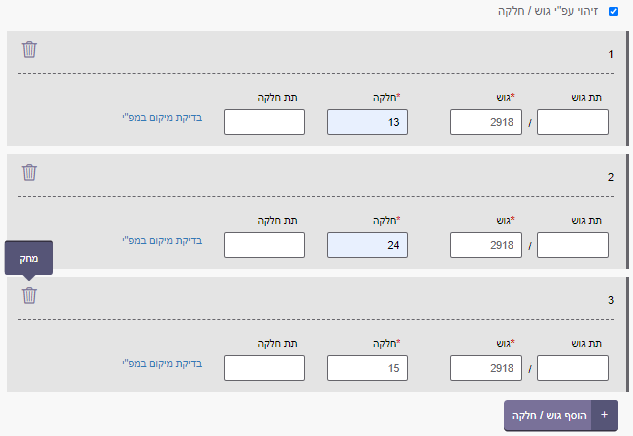 זיהוי עפ"י גוש / חלקה
1
תת גוש *גוש *חלקה תת חלקה
/ 2918 13 בדיקת מיקום במפ"י
2
תת גוש *גוש *חלקה תת חלקה
/ 2918 24 בדיקת מיקום במפ"י
מחק
3
תת גוש *גוש *חלקה תת חלקה
/ 2918 15 בדיקת מיקום במפ"י
+ הוסף גוש / חלקה